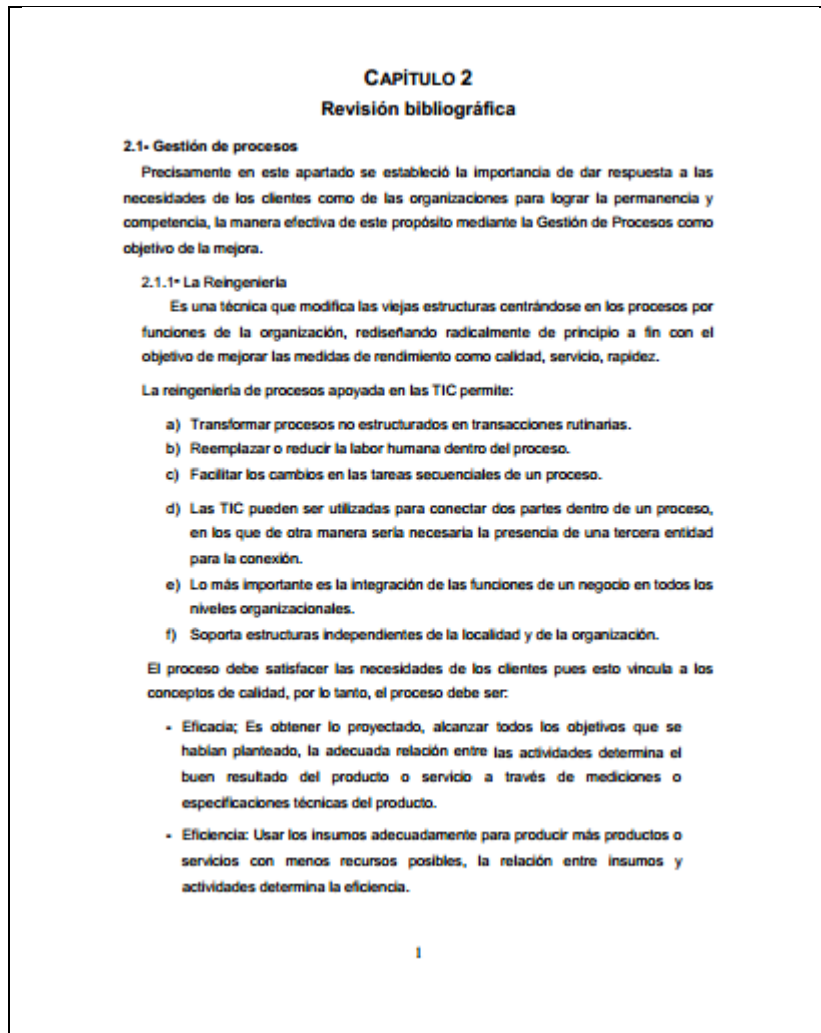 CAPÍTULO 2
Revisión bibliográfica
2.1- Gestión de procesos
Precisamente en este apartado se estableció la importancia de dar respuesta a las
necesidades de los clientes como de las organizaciones para lograr la permanencia y
competencia, la manera efectiva de este propósito mediante la Gestión de Procesos como
objetivo de la mejora.
2.1.1- La Reingeniería
Es una técnica que modifica las viejas estructuras centrándose en los procesos por
funciones de la organización, rediseñando radicalmente de principio a fin con el
objetivo de mejorar las medidas de rendimiento como calidad, servicio, rapidez.
La reingeniería de procesos apoyada en las TIC permite:
a) Transformar procesos no estructurados en transacciones rutinarias.
b) Reemplazar o reducir la labor humana dentro del proceso.
c) Facilitar los cambios en las tareas secuenciales de un proceso.
d) Las TIC pueden ser utilizadas para conectar dos partes dentro de un proceso,
en los que de otra manera sería necesaria la presencia de una tercera entidad
para la conexión.
e) Lo más importante es la integración de las funciones de un negocio en todos los
niveles organizacionales.
f) Soporta estructuras independientes de la localidad y de la organización.
El proceso debe satisfacer las necesidades de los clientes pues esto vincula a los
conceptos de calidad, por lo tanto, el proceso debe ser:
- Eficacia; Es obtener lo proyectado, alcanzar todos los objetivos que se
habían planteado, la adecuada relación entre las actividades determina el
buen resultado del producto o servicio a través de mediciones o
especificaciones técnicas del producto.
- Eficiencia: Usar los insumos adecuadamente para producir más productos o
servicios con menos recursos posibles, la relación entre insumos y
actividades determina la eficiencia.
1